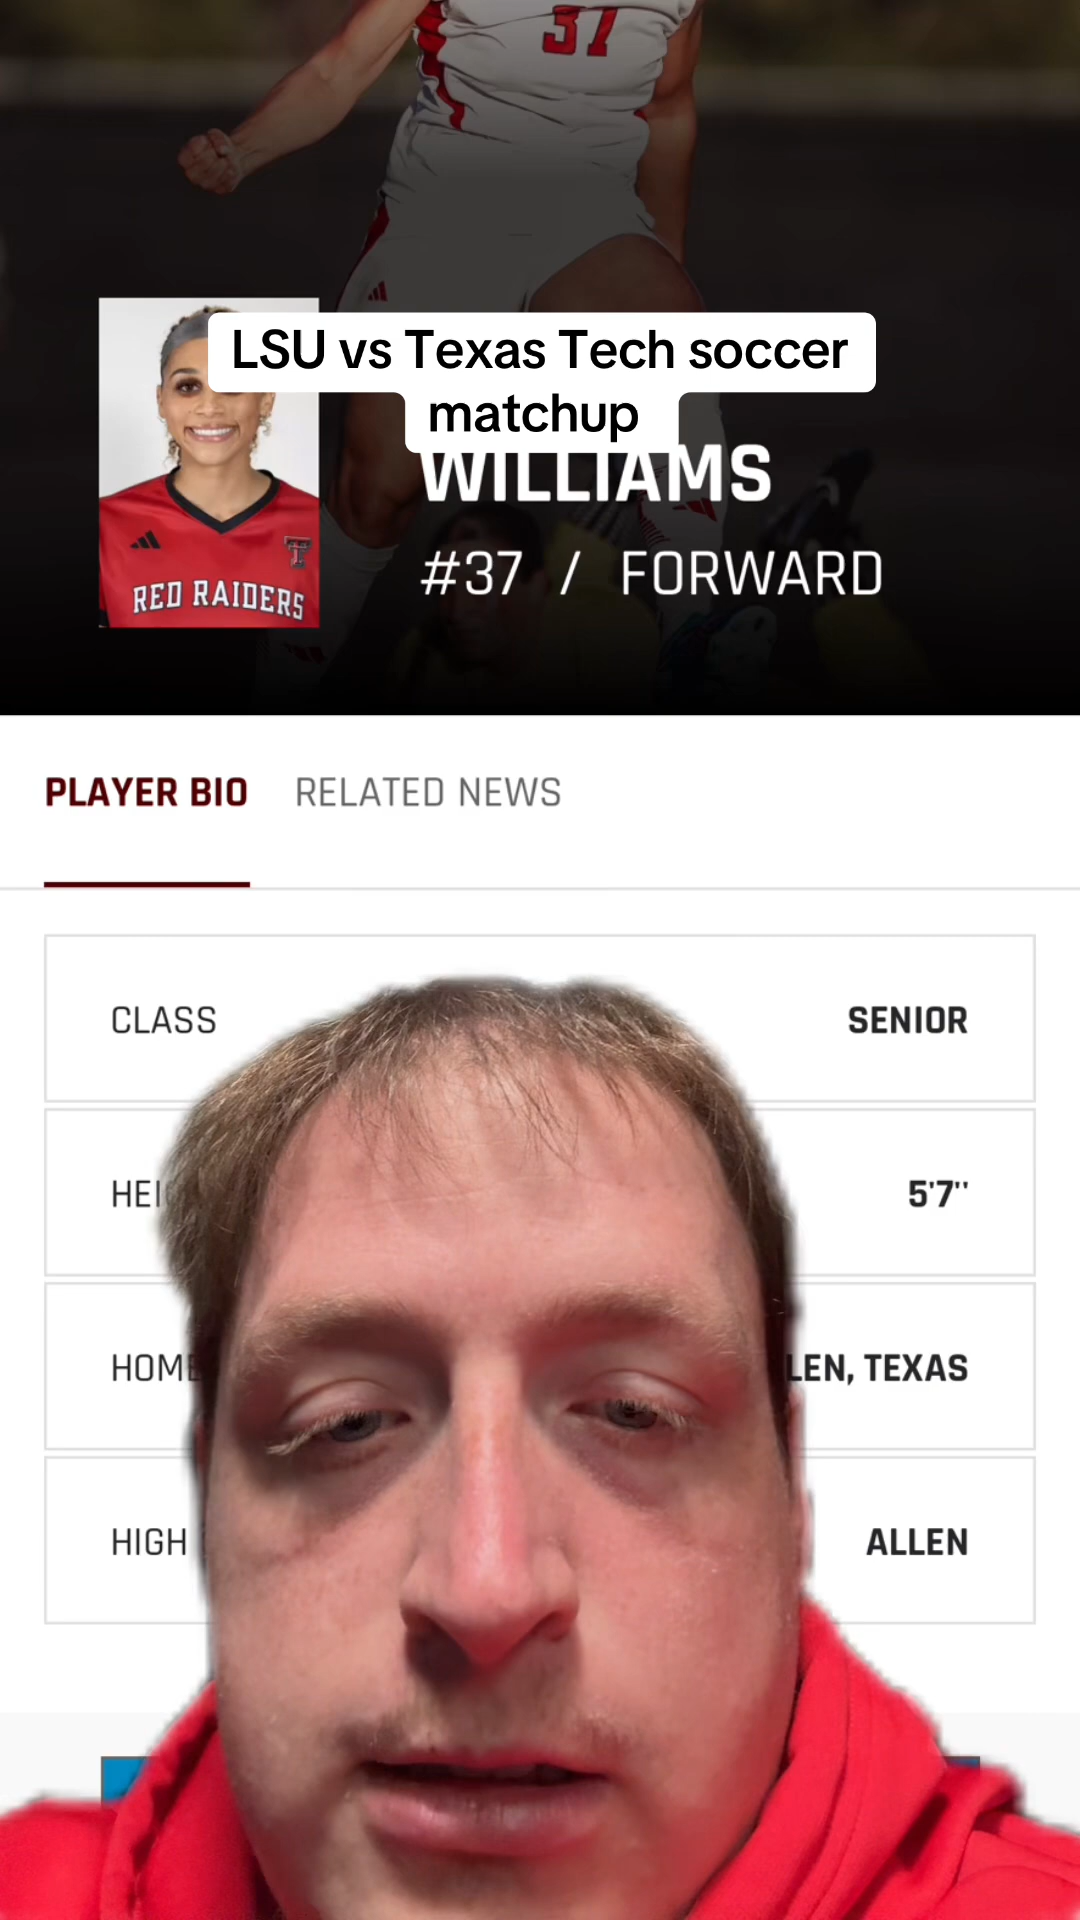 37
LSU vs Texas Tech soccer
matchup
WILLIAMS
#37 / FORWARD
RED RAIDERS
PLAYER BIO RELATED NEWS
CLASS SENIOR
5'7''
TEXAS
HIGH ALLEN